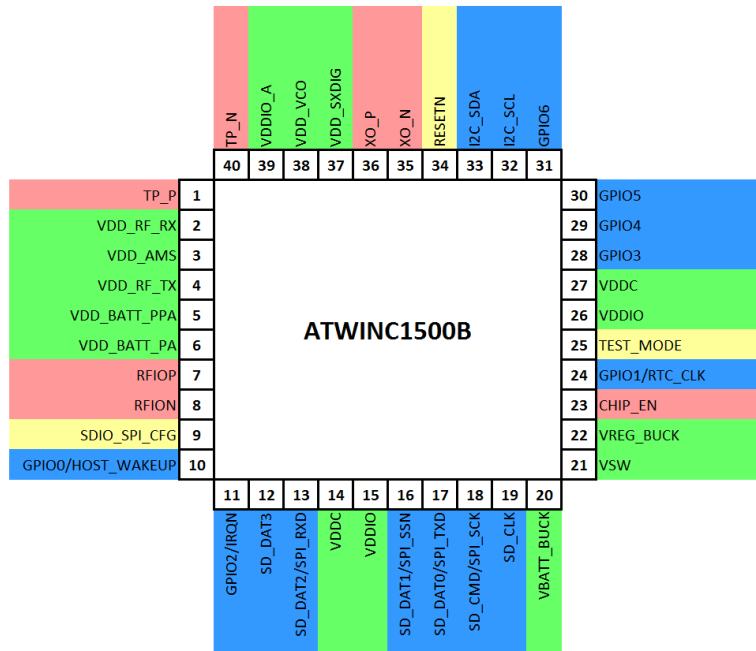 TP_N
VDDIO_A
VDD_VCO
VDD_SXDIG
XO_P
XO_N
RESETN
I2C_SDA
I2C_SCL
GPIO6
40 39 38 37 36 35 34 33 32 31
TP_P 1
VDD_RF_RX 2
VDD_AMS 3
VDD_RF_TX 4
VDD_BATT_PPA 5
VDD_BATT_PA 6
RFIOP 7
RFION 8
SDIO_SPI_CFG 9
GPIO0/HOST_WAKEUP 10
ATWINC1500B
30 GPIO5
29 GPIO4
28 GPIO3
27 VDDC
26 VDDIO
25 TEST_MODE
24 GPIO1/RTC_CLK
23 CHIP_EN
22 VREG_BUCK
21 VSW
11 12 13 14 15 16 17 18 19 20
GPIO2/IRQN
SD_DAT3
SD_DAT2/SPI_RXD
VDDC
VDDIO
SD_DAT1/SPI_SSN
SD_DAT0/SPI_TXD
SD_CMD/SPI_SCK
SD_CLK
VBATT_BUCK